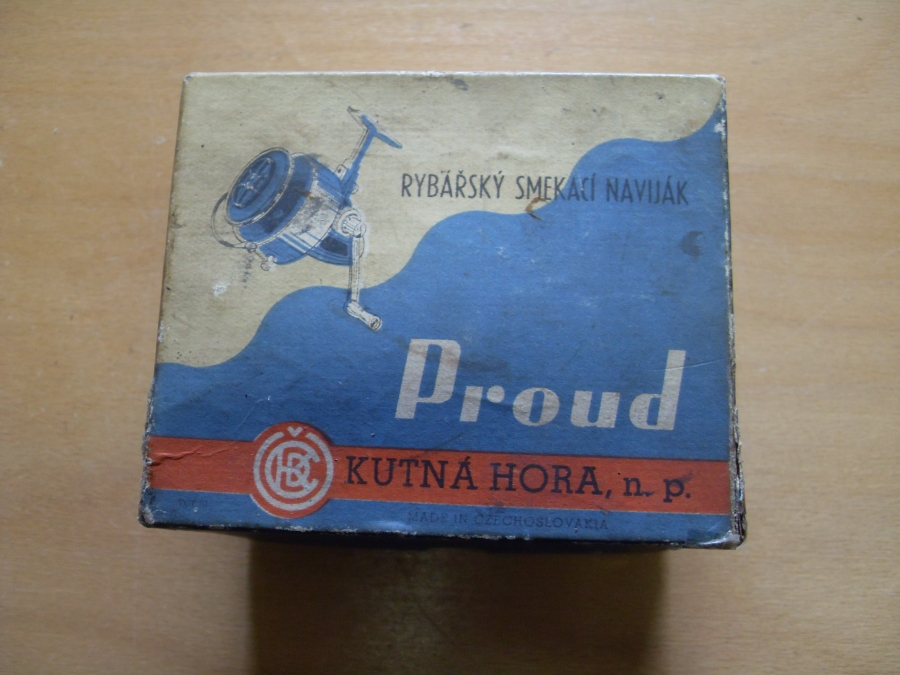 RYBÁŘSKÝ SMEKACÍ NAVIJÁK
Proud
KUTNÁ HORA, n. p.
MADE IN CZECHOSLOVAKIA